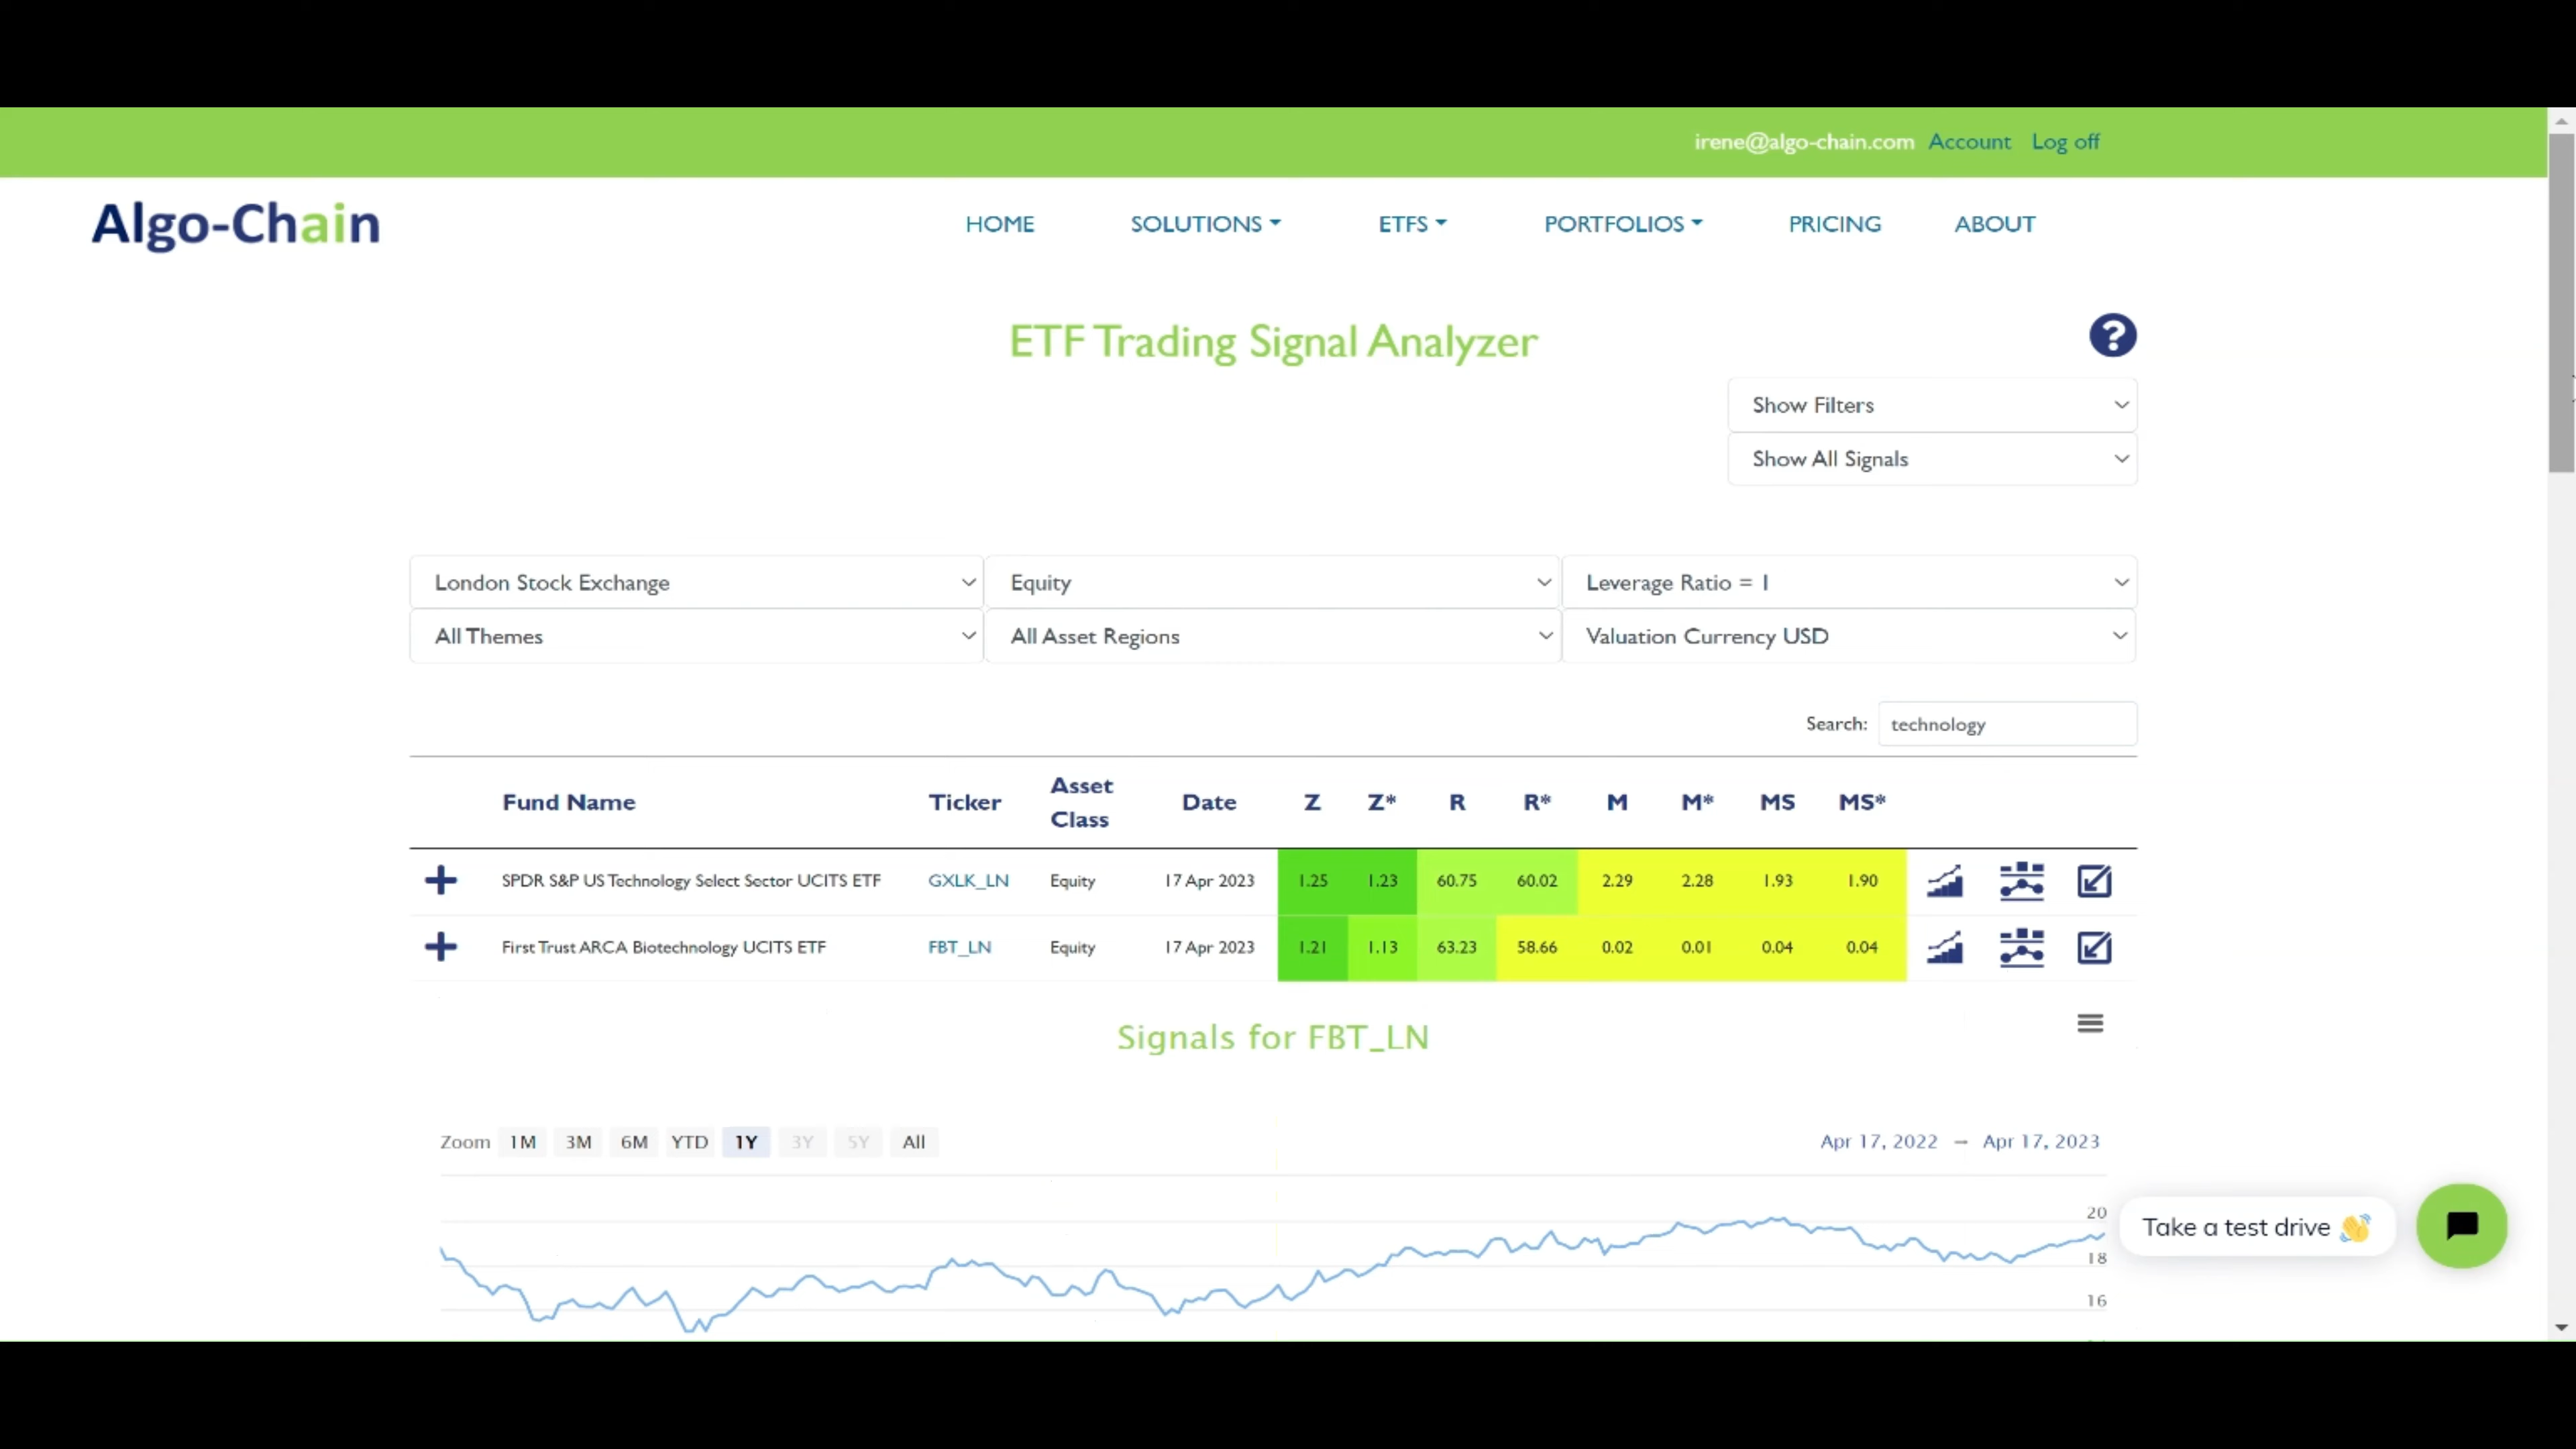 irene@algo-chain.com Account Log off
Algo-Chain
HOME SOLUTIONS ETFS PORTFOLIOS PRICING ABOUT
ETF Trading Signal Analyzer
?
Show Filters
Show All Signals
London Stock Exchange Equity Leverage Ratio = 1
All Themes All Asset Regions Valuation Currency USD
Search: technology
Fund Name Ticker Asset Class Date Z Z* R R* M M* MS MS*
SPDR S&P US Technology Select Sector UCITS ETF GXLK_LN Equity 17 Apr 2023 1.25 1.23 60.75 60.02 2.29 2.28 1.93 1.90
First Trust ARCA Biotechnology UCITS ETF FBT_LN Equity 17 Apr 2023 1.21 1.13 63.23 58.66 0.02 0.01 0.04 0.04
Signals for FBT_LN
Zoom 1M 3M 6M YTD 1Y 3Y 5Y All Apr 17, 2022 → Apr 17, 2023
20
Take a test drive 👋
18
16